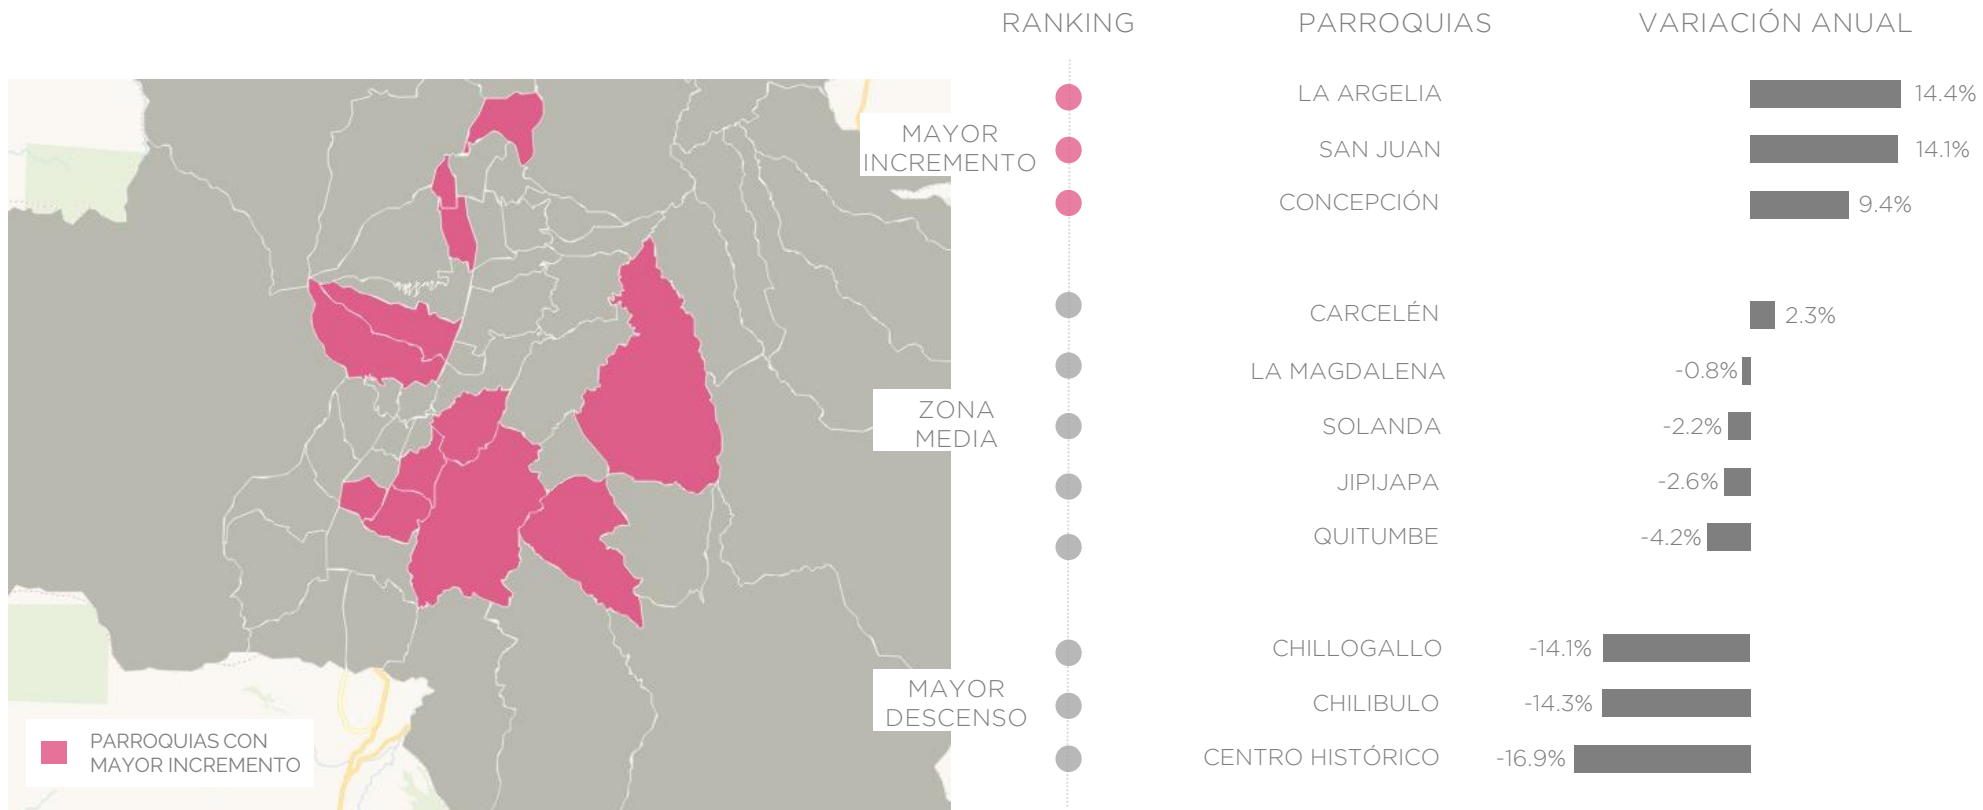 RANKING PARROQUIAS VARIACIÓN ANUAL
MAYOR
INCREMENTO
LA ARGELIA 14.4%
SAN JUAN 14.1%
CONCEPCIÓN 9.4%
ZONA
MEDIA
CARCELÉN 2.3%
LA MAGDALENA -0.8%
SOLANDA -2.2%
JIPIJAPA -2.6%
QUITUMBE -4.2%
MAYOR
DESCENSO
CHILLOGALLO -14.1%
CHILIBULO -14.3%
CENTRO HISTÓRICO -16.9%
PARROQUIAS CON
MAYOR INCREMENTO